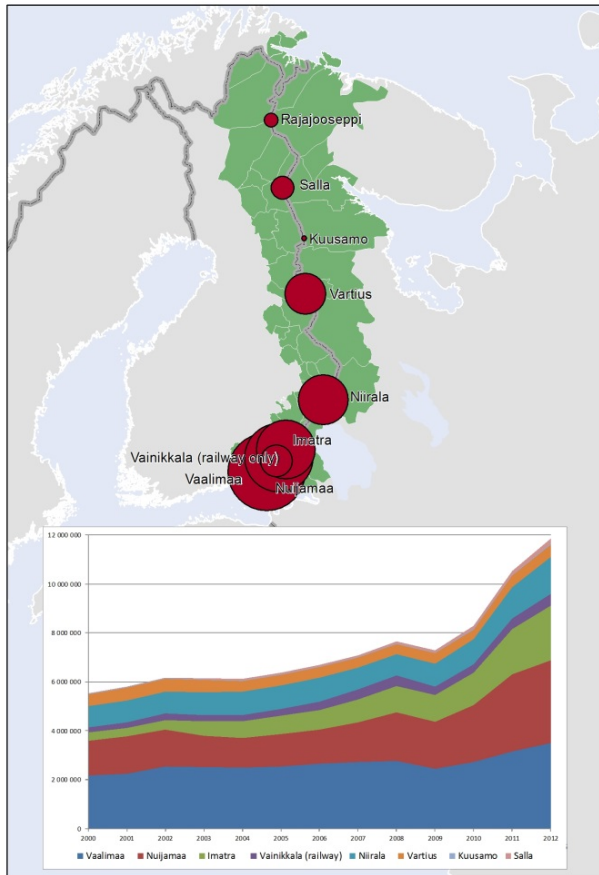 Rajajooseppi
Salla
Kuusamo
Vartius
Niirala
Imatra
Vainikkala (railway only)
Vaalimaa
Nuijamaa
12 000 000
10 000 000
8 000 000
6 000 000
4 000 000
2 000 000
0
2000 2001 2002 2003 2004 2005 2006 2007 2008 2009 2010 2011 2012
Vaalimaa Nuijamaa Imatra Vainikkala (railway) Niirala Vartius Kuusamo Salla